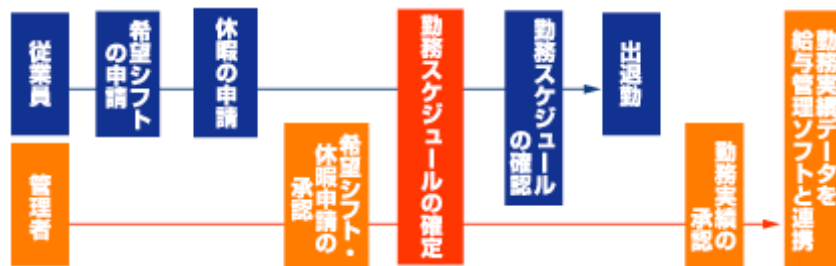 従業員
希望シフト
の申請
休暇の申請
勤務スケジュールの確定
勤務スケジュール
の確認
出退勤
管理者
希望シフト・
休暇申請の
承認
勤務実績の
承認
勤務実績データを
給与管理ソフトと連携